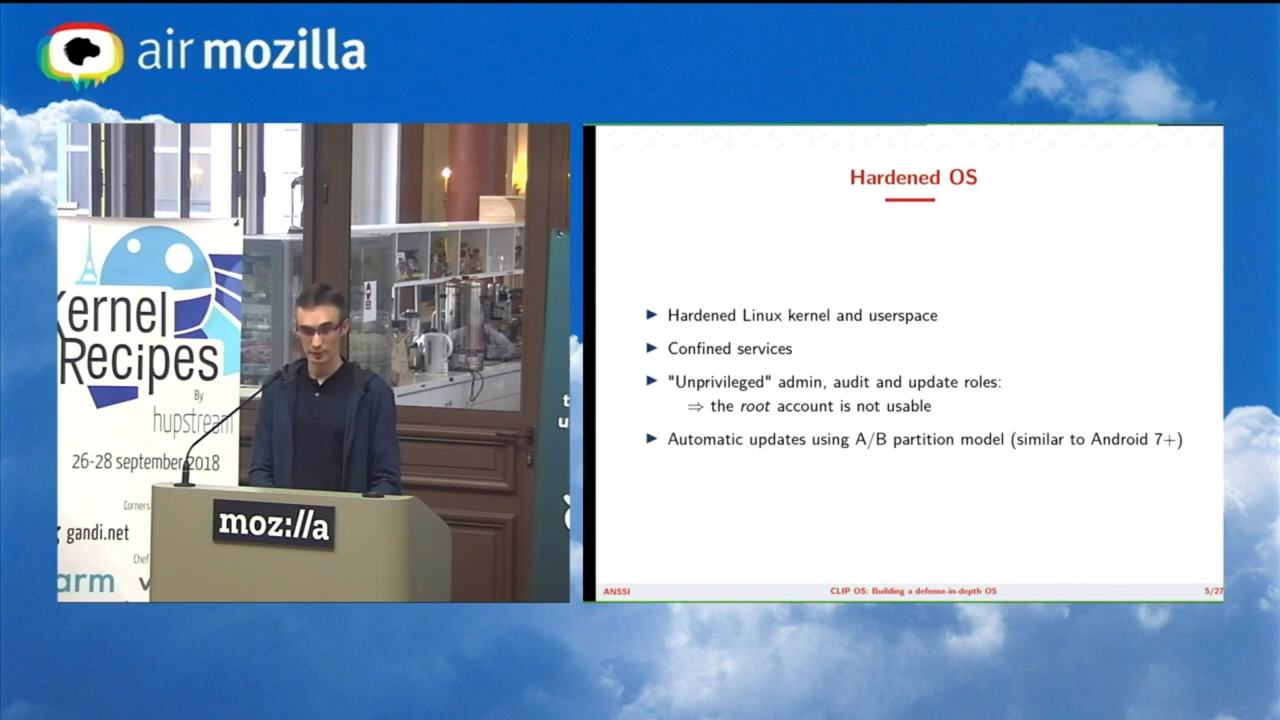 air mozilla
Kernel
Recipes
By
hupstream
26-28 september 2018
Corners
gandi.net
Chef
arm
moz://a
Hardened OS
Hardened Linux kernel and userspace
Confined services
"Unprivileged" admin, audit and update roles:
⇒ the root account is not usable
Automatic updates using A/B partition model (similar to Android 7+)
ANSSI CLIP OS: Building a defense-in-depth OS 5/27